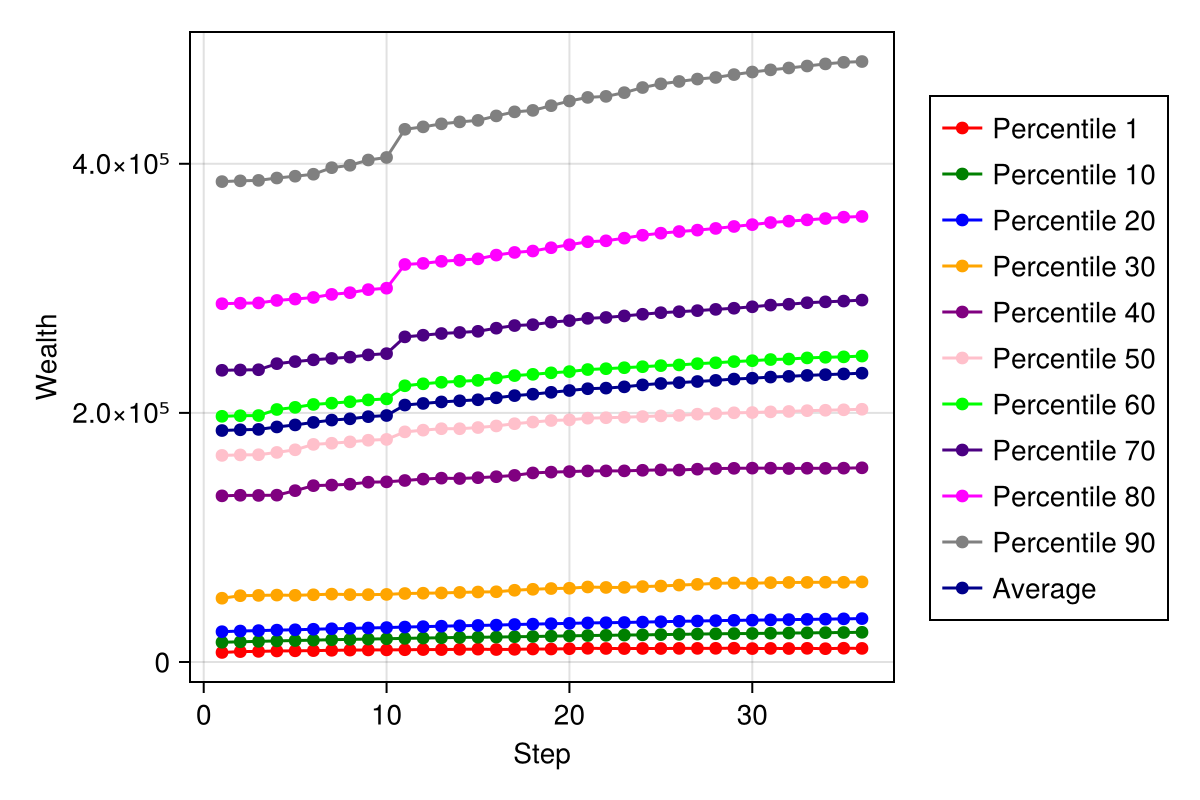 4.0×10⁵
2.0×10⁵
0
Wealth
0 10 20 30
Step
Percentile 1
Percentile 10
Percentile 20
Percentile 30
Percentile 40
Percentile 50
Percentile 60
Percentile 70
Percentile 80
Percentile 90
Average